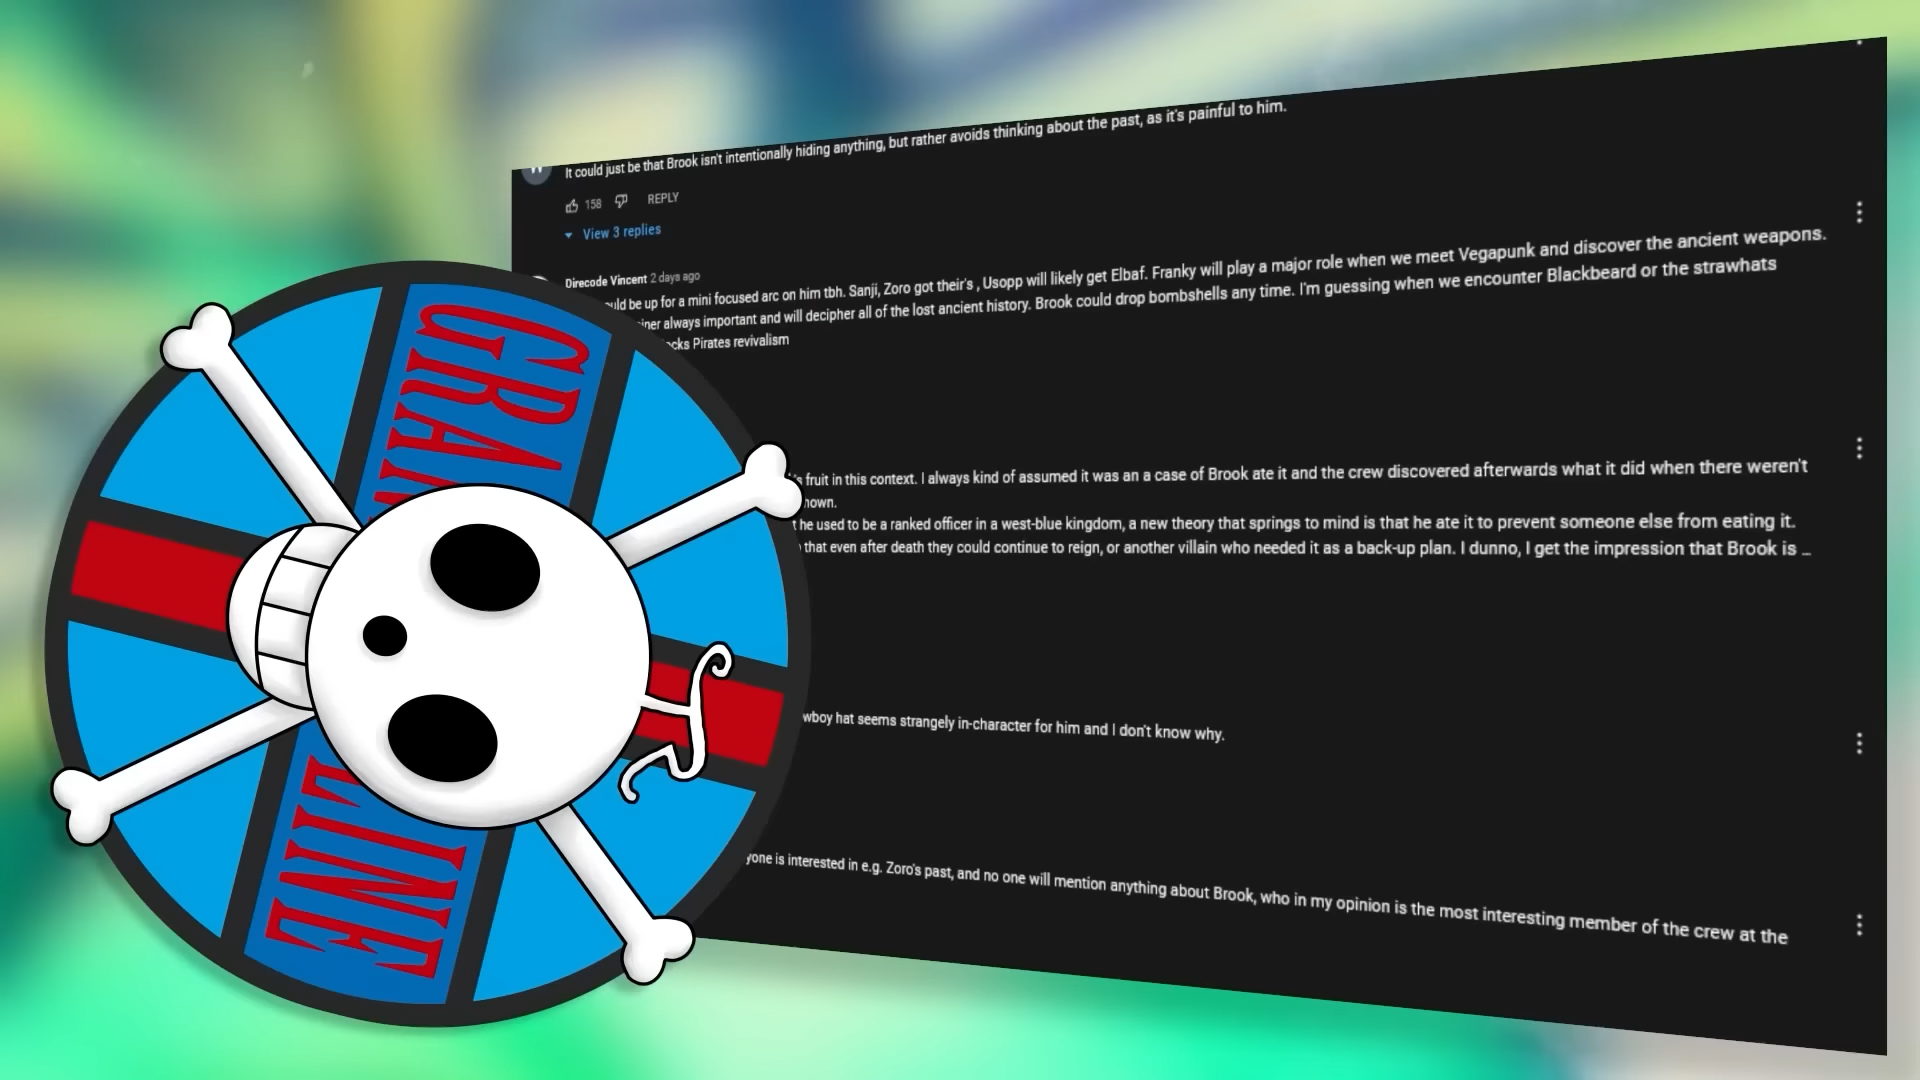 It could just be that Brook isn't intentionally hiding anything, but rather avoids thinking about the past, as it's painful to him.
158 REPLY
View 3 replies
Direcode Vincent 2 days ago
be up for a mini focused arc on him tbh. Sanji, Zoro got their's , Usopp will likely get Elbaf. Franky will play a major role when we meet Vegapunk and discover the ancient weapons.
always important and will decipher all of the lost ancient history. Brook could drop bombshells any time. I'm guessing when we encounter Blackbeard or the strawhats
Pirates revivalism
fruit in this context. I always kind of assumed it was an a case of Brook ate it and the crew discovered afterwards what it did when there weren't
he used to be a ranked officer in a west-blue kingdom, a new theory that springs to mind is that he ate it to prevent someone else from eating it.
that even after death they could continue to reign, or another villain who needed it as a back-up plan. I dunno, I get the impression that Brook is ...
hat seems strangely in-character for him and I don't know why.
is interested in e.g. Zoro's past, and no one will mention anything about Brook, who in my opinion is the most interesting member of the crew at the
GRAN
LINE